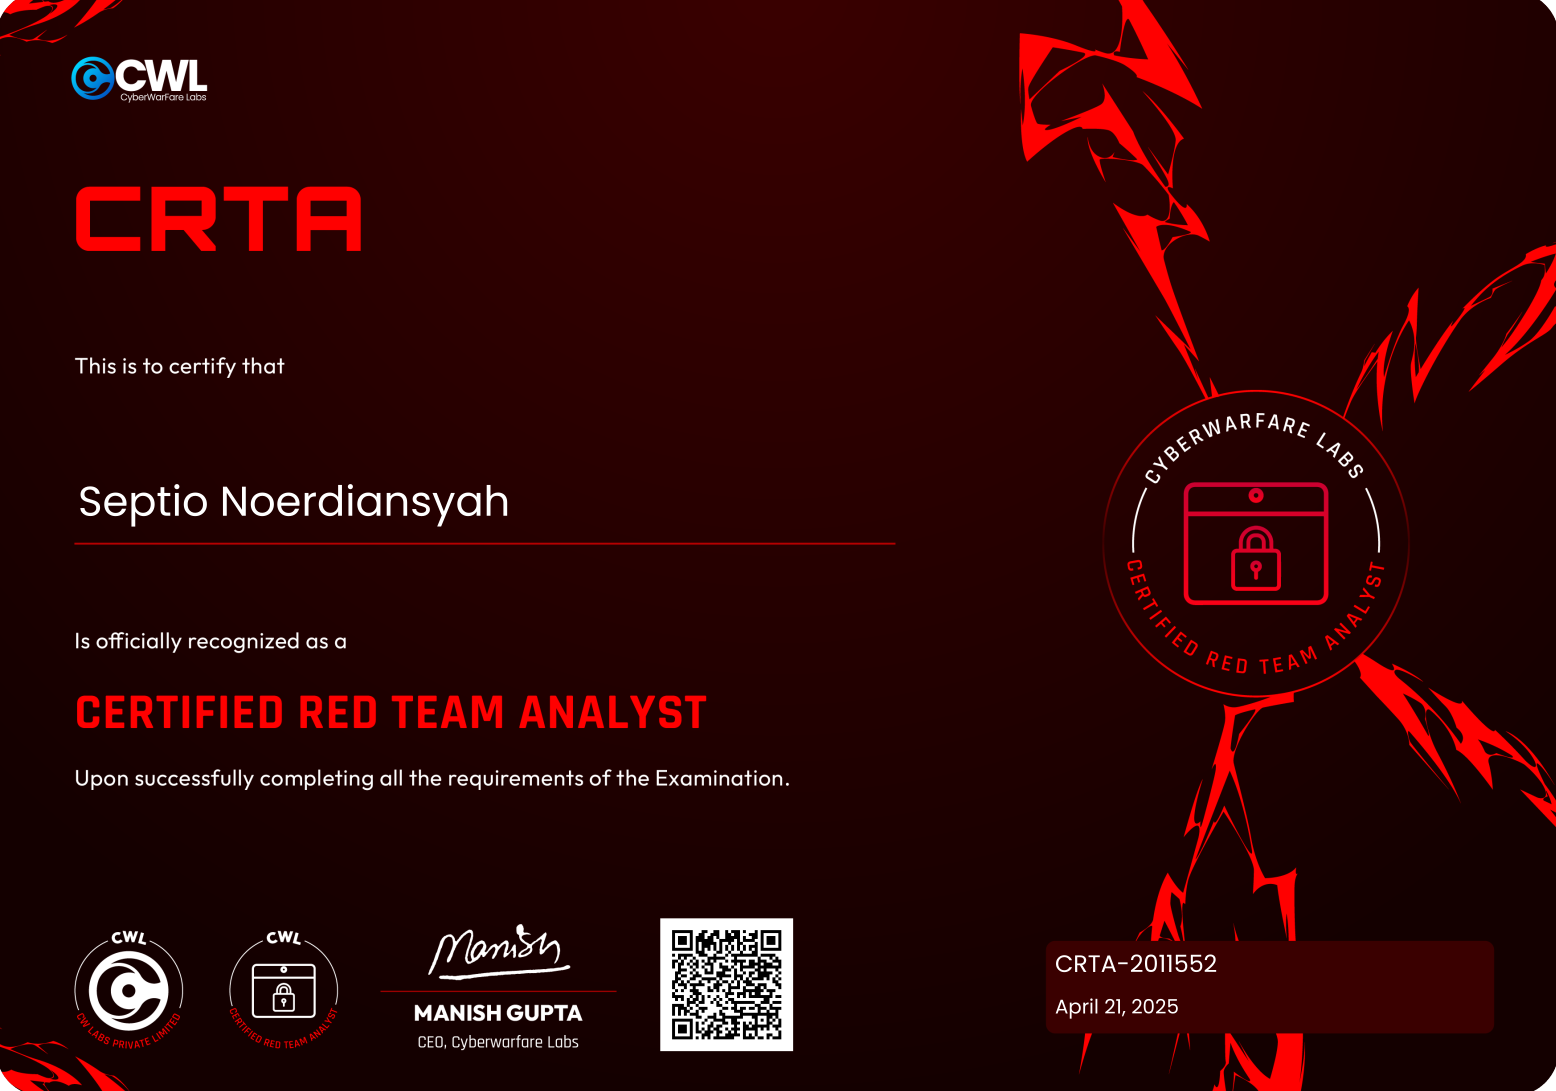 CWL
CyberWarFare Labs
CRTA
This is to certify that
Septio Noerdiansyah
Is officially recognized as a
CERTIFIED RED TEAM ANALYST
Upon successfully completing all the requirements of the Examination.
CYBERWARFARE LABS
CERTIFIED RED TEAM ANALYST
CWL
CW LABS PRIVATE LIMITED
CWL
CERTIFIED RED TEAM ANALYST
Manish
MANISH GUPTA
CEO, Cyberwarfare Labs
CRTA-2011552
April 21, 2025